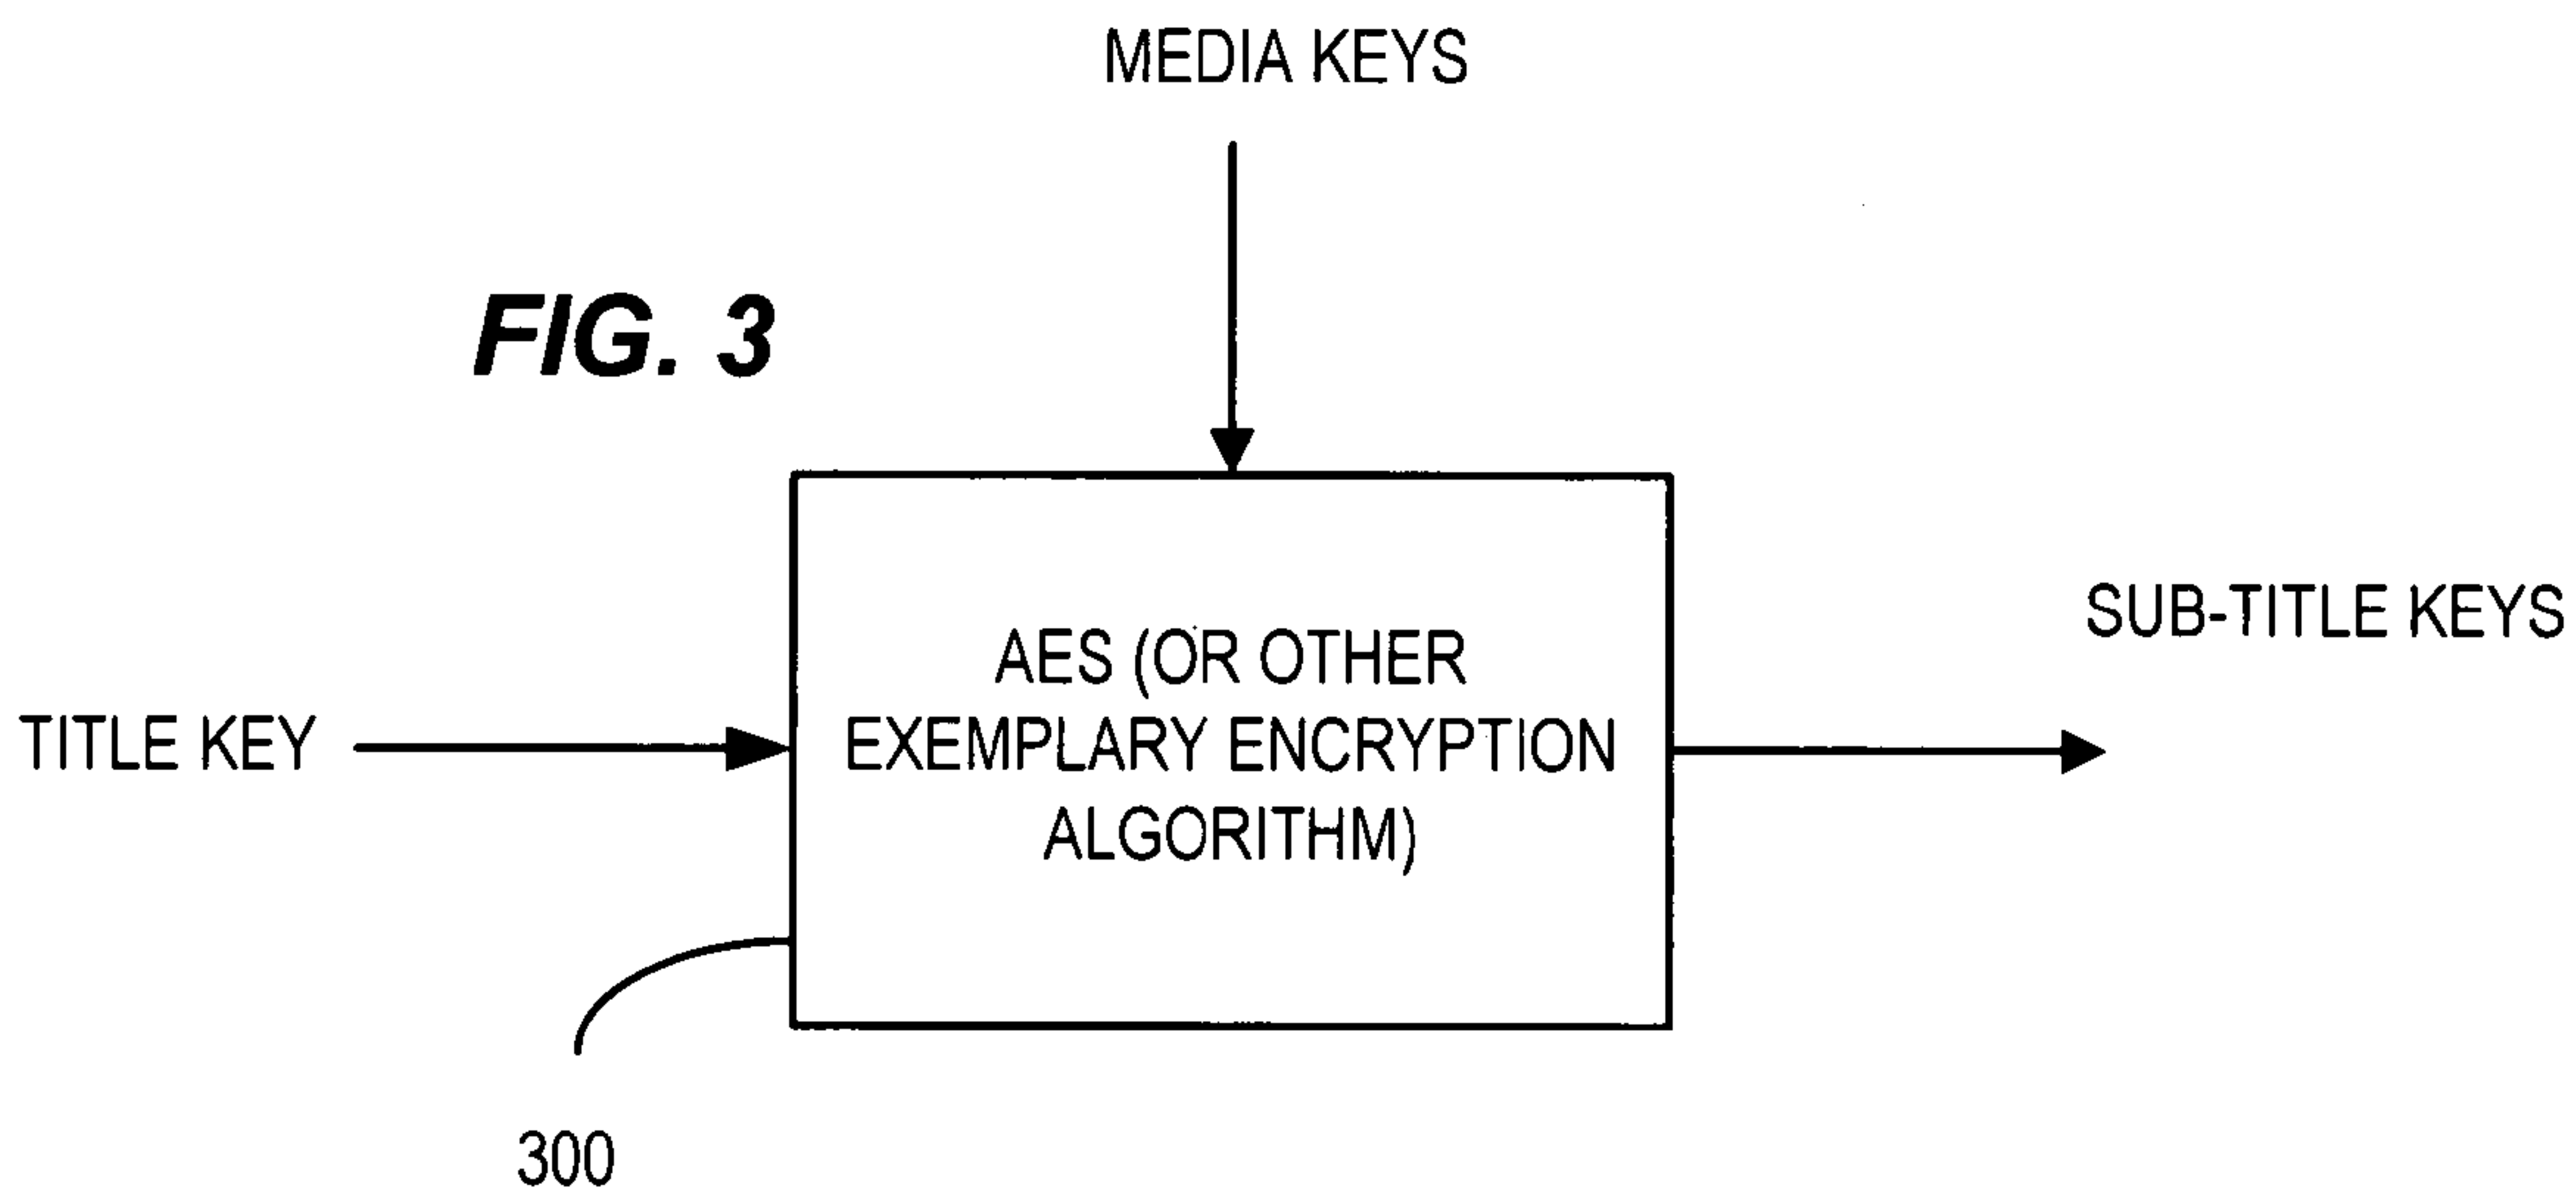 MEDIA KEYS
FIG. 3
SUB-TITLE KEYS
TITLE KEY
AES (OR OTHER
EXEMPLARY ENCRYPTION
ALGORITHM)
300